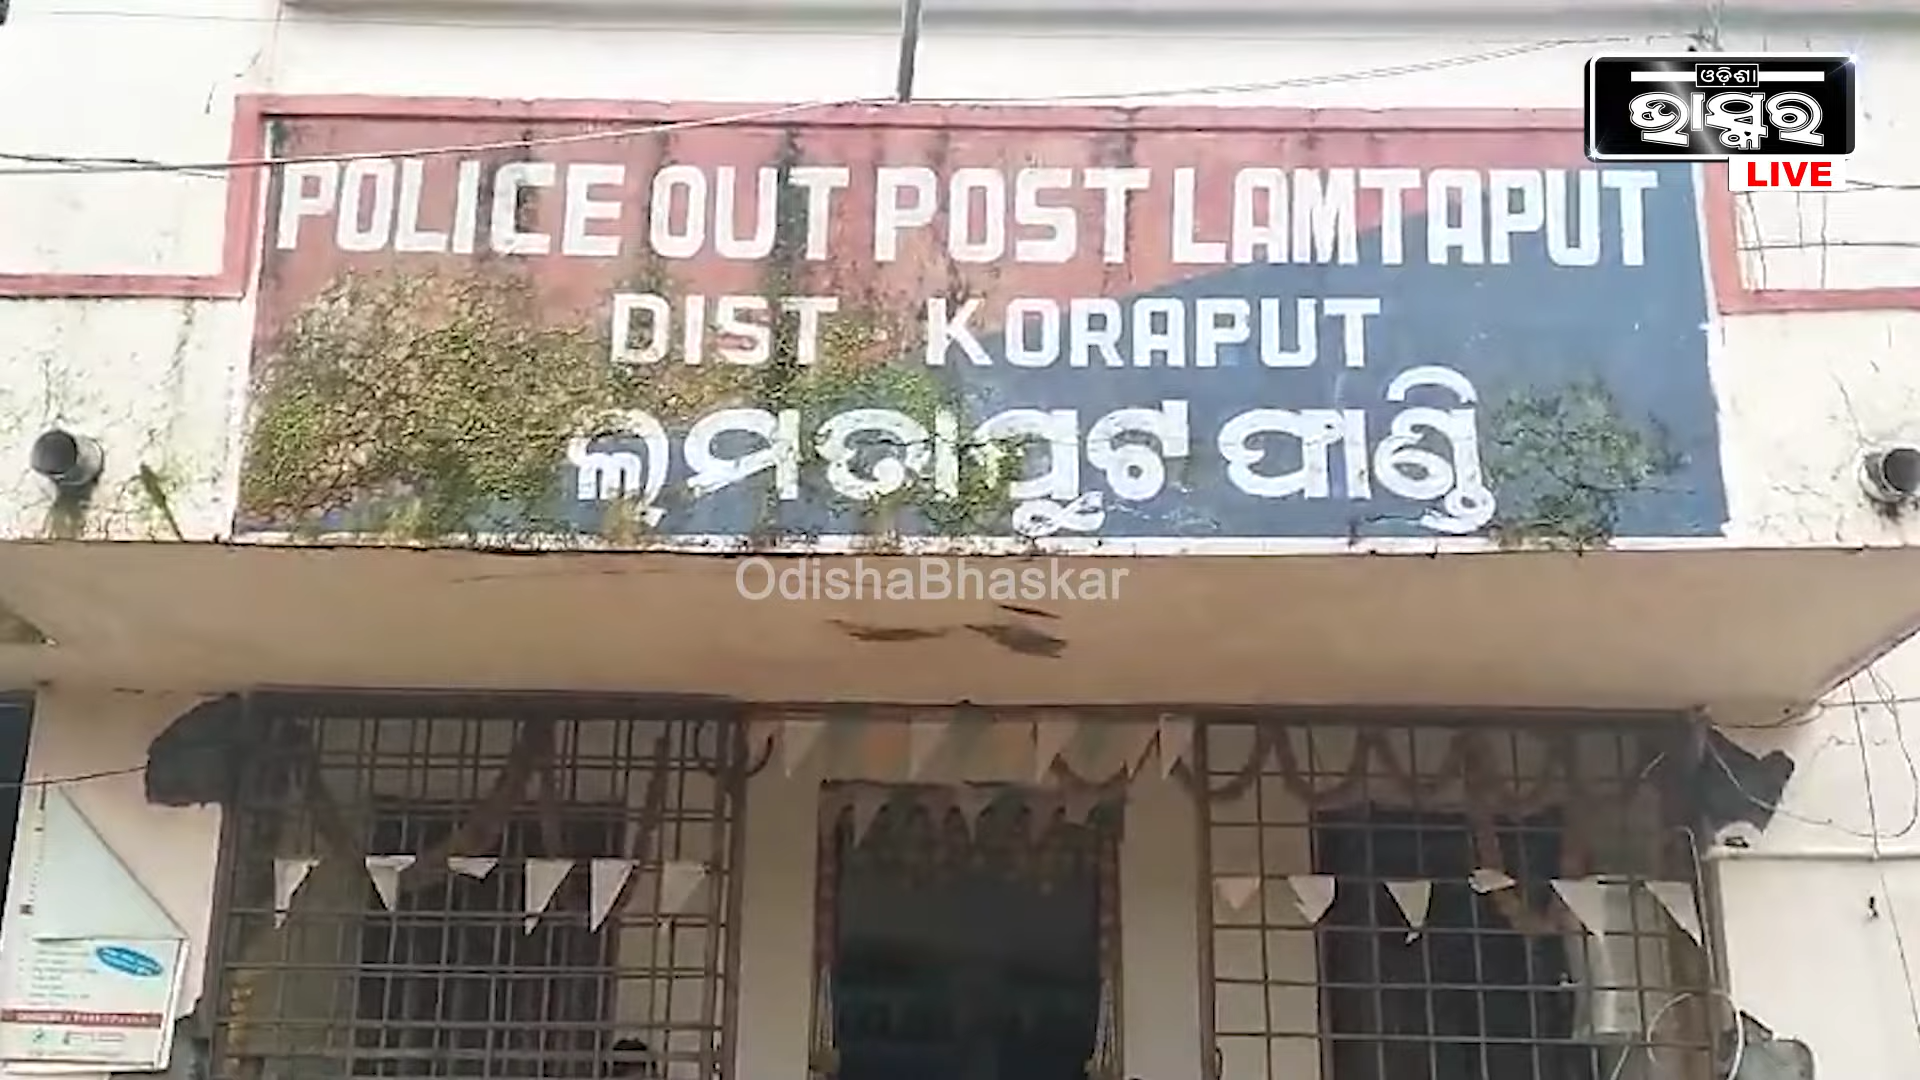 ଓଡ଼ିଶା
ଭାସ୍କର
LIVE
POLICE OUT POST LAMTAPUT
DIST - KORAPUT
ଲମତାପୁଟ ଫାଣ୍ଡି
OdishaBhaskar